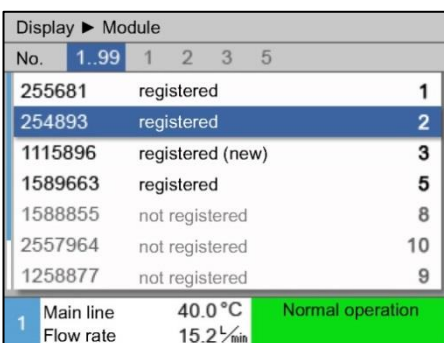 Display ► Module
No. 1..99 1 2 3 5
255681 registered 1
254893 registered 2
1115896 registered (new) 3
1589663 registered 5
1588855 not registered 8
2557964 not registered 10
1258877 not registered 9
1 Main line 40.0 °C Normal operation
Flow rate 15.2 L/min